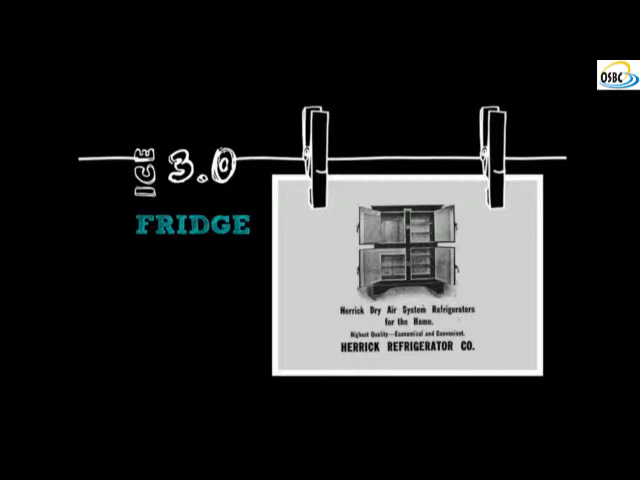 OSBC
ICE 3.0
FRIDGE
Herrick Dry Air System Refrigerators
for the Home.
Highest Quality—Economical and Convenient.
HERRICK REFRIGERATOR CO.